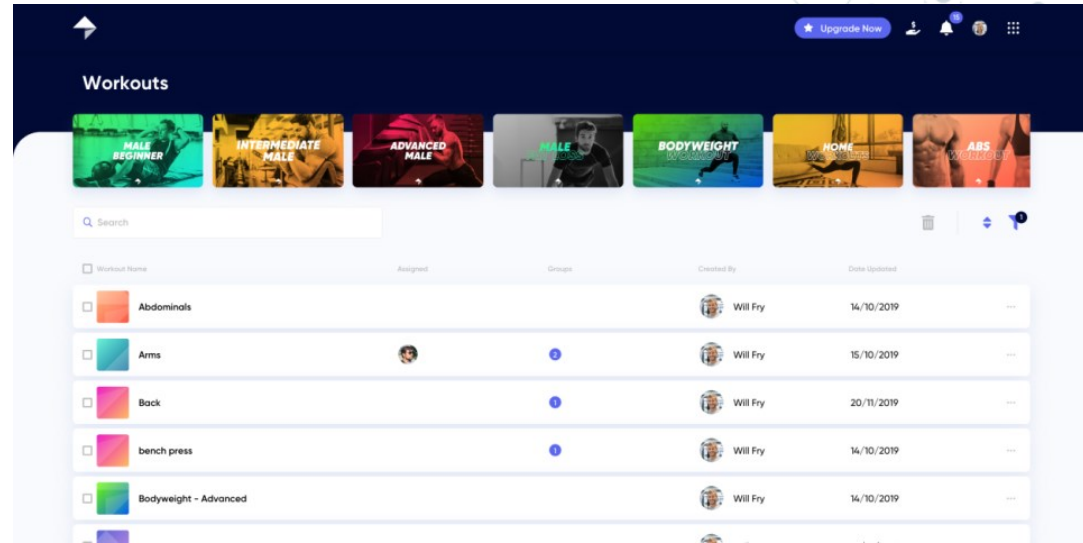 Upgrade Now
15
Workouts
MALE
BEGINNER
INTERMEDIATE
MALE
ADVANCED
MALE
MALE
BODYWEIGHT
WORKOUT
HOME
WORKOUTS
ABS
WORKOUT
Search
1
Workout Name Assigned Groups Created By Date Updated
Abdominals Will Fry 14/10/2019
Arms 2 Will Fry 15/10/2019
Back 1 Will Fry 20/11/2019
bench press 1 Will Fry 14/10/2019
Bodyweight - Advanced Will Fry 14/10/2019